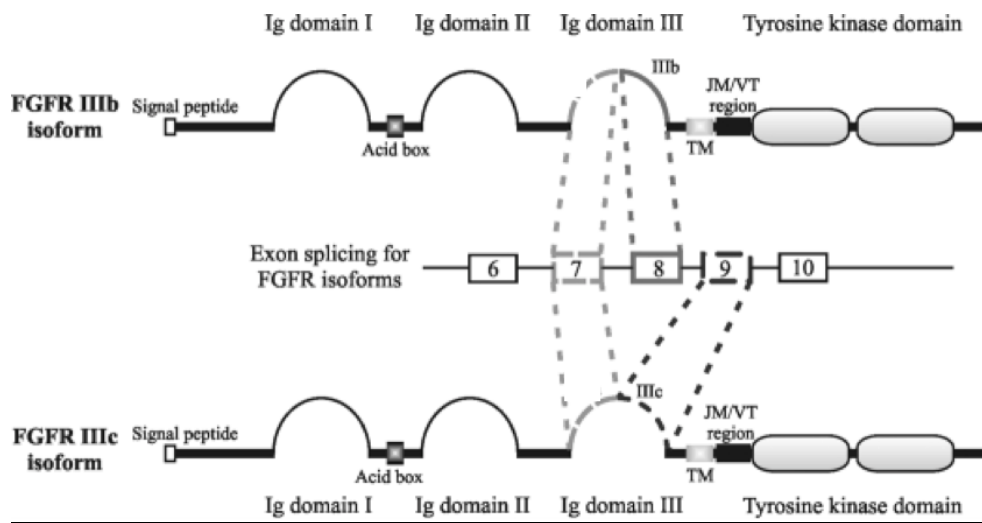 Ig domain I Ig domain II Ig domain III Tyrosine kinase domain
IIIb
JM/VT
region
FGFR IIIb
isoform
Signal peptide
Acid box
TM
Exon splicing for
FGFR isoforms
6 7 8 9 10
IIIc
JM/VT
region
FGFR IIIc
isoform
Signal peptide
Acid box
TM
Ig domain I Ig domain II Ig domain III Tyrosine kinase domain